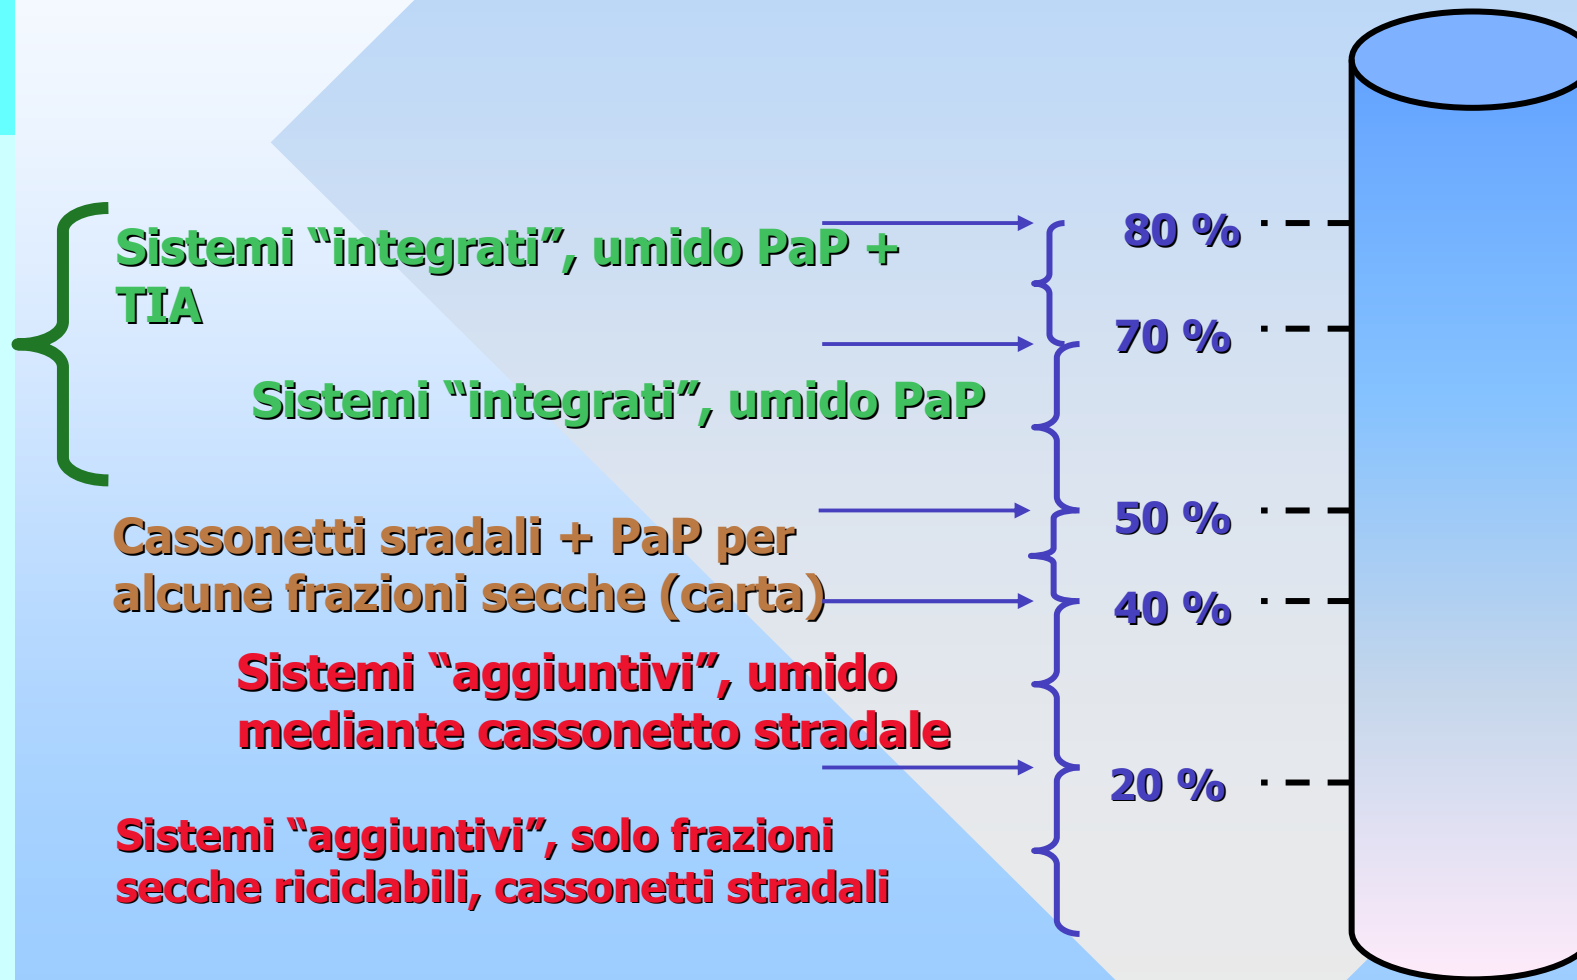 Sistemi “integrati”, umido PaP +
TIA
80 %
70 %
Sistemi “integrati”, umido PaP
50 %
Cassonetti sradali + PaP per
alcune frazioni secche (carta)
40 %
Sistemi “aggiuntivi”, umido
mediante cassonetto stradale
20 %
Sistemi “aggiuntivi”, solo frazioni
secche riciclabili, cassonetti stradali